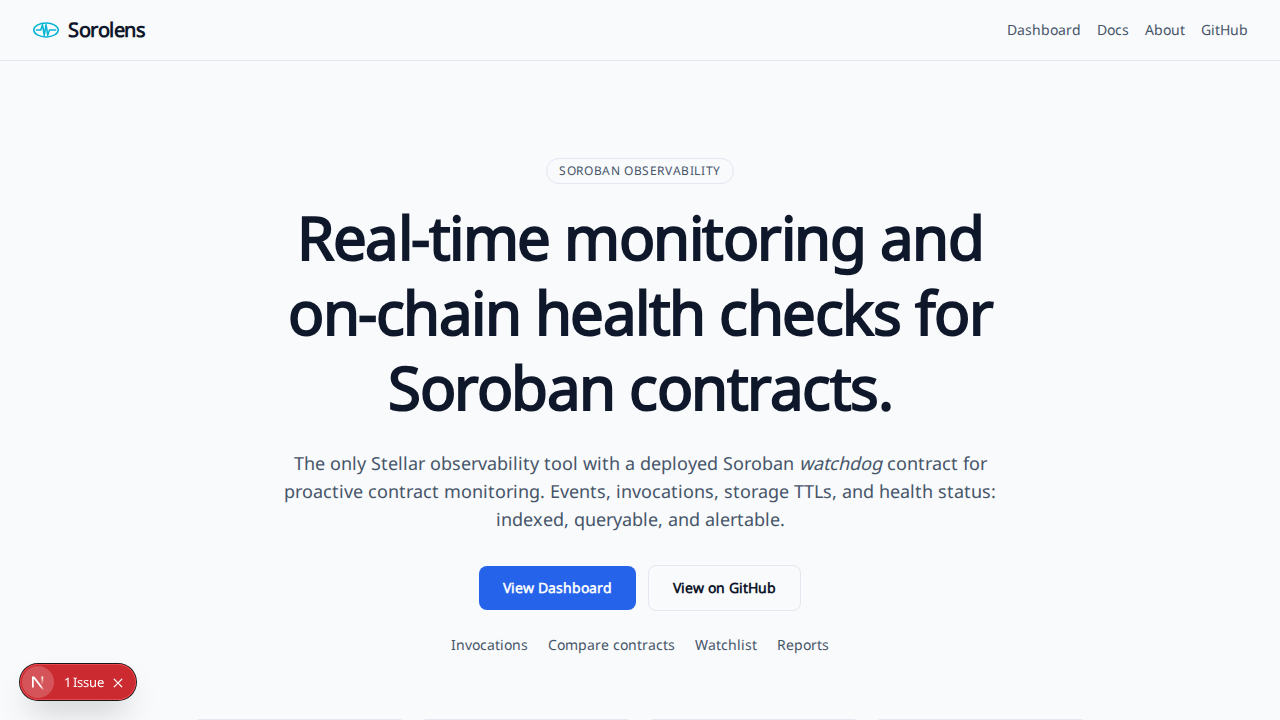 Sorolens
Dashboard Docs About GitHub
SOROBAN OBSERVABILITY
Real-time monitoring and
on-chain health checks for
Soroban contracts.
The only Stellar observability tool with a deployed Soroban watchdog contract for
proactive contract monitoring. Events, invocations, storage TTLs, and health status:
indexed, queryable, and alertable.
View Dashboard View on GitHub
Invocations Compare contracts Watchlist Reports
1 Issue